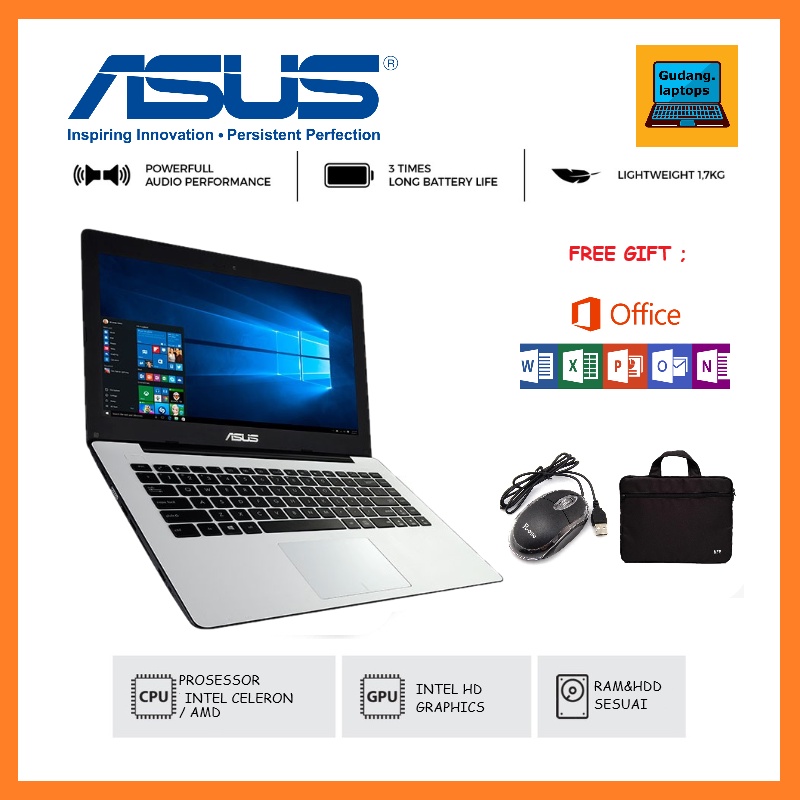 ASUS®
Inspiring Innovation • Persistent Perfection
Gudang.
laptops
POWERFULL
AUDIO PERFORMANCE
3 TIMES
LONG BATTERY LIFE
LIGHTWEIGHT 1,7KG
FREE GIFT ;
Office
W X P O N
ASUS
CPU
PROSESSOR
INTEL CELERON
/ AMD
GPU
INTEL HD
GRAPHICS
RAM&HDD
SESUAI